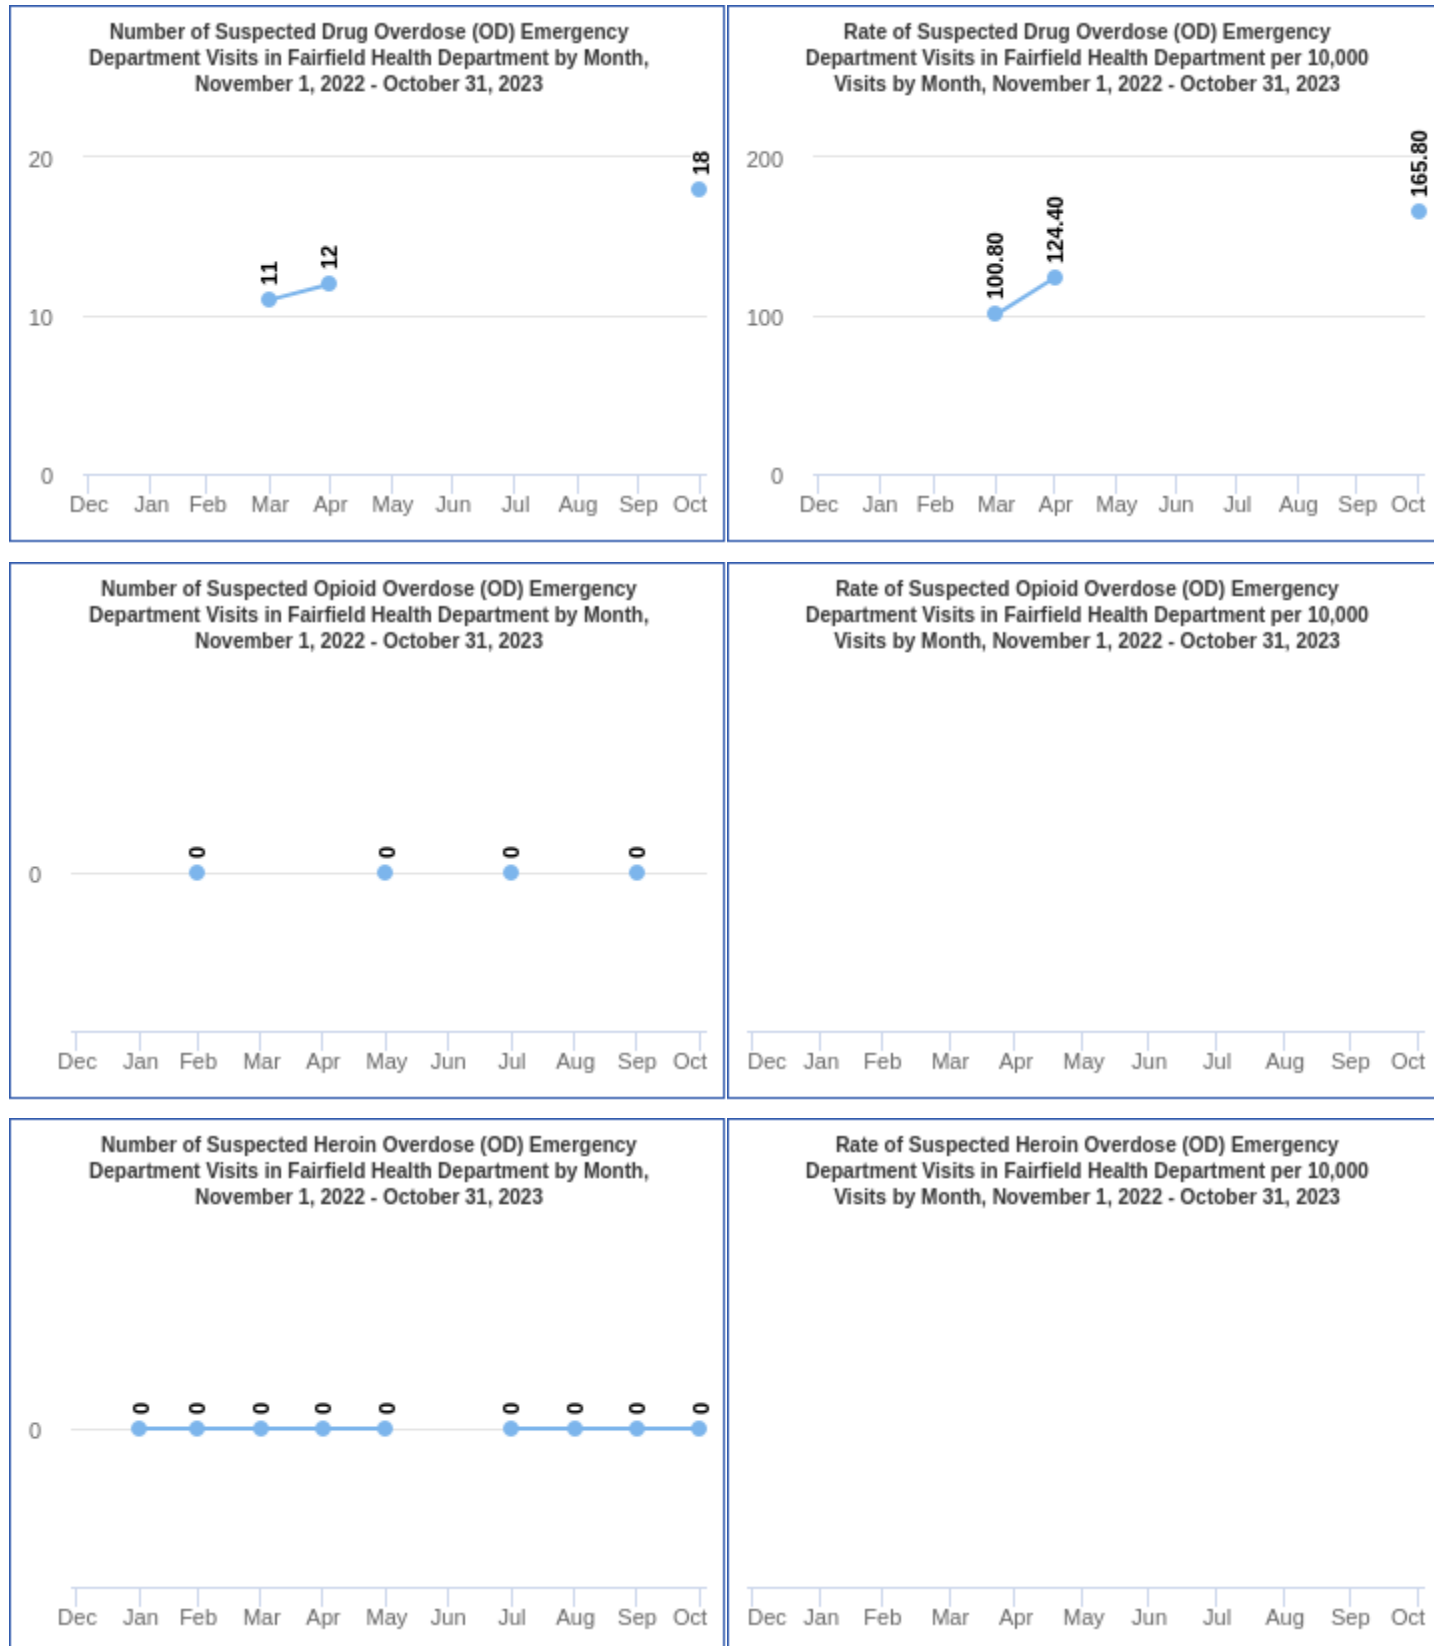 Number of Suspected Drug Overdose (OD) Emergency
Department Visits in Fairfield Health Department by Month,
November 1, 2022 - October 31, 2023
20
10
0
11
12
18
Dec Jan Feb Mar Apr May Jun Jul Aug Sep Oct
Rate of Suspected Drug Overdose (OD) Emergency
Department Visits in Fairfield Health Department per 10,000
Visits by Month, November 1, 2022 - October 31, 2023
200
100
0
100.80
124.40
165.80
Dec Jan Feb Mar Apr May Jun Jul Aug Sep Oct
Number of Suspected Opioid Overdose (OD) Emergency
Department Visits in Fairfield Health Department by Month,
November 1, 2022 - October 31, 2023
0
0 0 0 0
Dec Jan Feb Mar Apr May Jun Jul Aug Sep Oct
Rate of Suspected Opioid Overdose (OD) Emergency
Department Visits in Fairfield Health Department per 10,000
Visits by Month, November 1, 2022 - October 31, 2023
Dec Jan Feb Mar Apr May Jun Jul Aug Sep Oct
Number of Suspected Heroin Overdose (OD) Emergency
Department Visits in Fairfield Health Department by Month,
November 1, 2022 - October 31, 2023
0
0 0 0 0 0 0 0 0 0
Dec Jan Feb Mar Apr May Jun Jul Aug Sep Oct
Rate of Suspected Heroin Overdose (OD) Emergency
Department Visits in Fairfield Health Department per 10,000
Visits by Month, November 1, 2022 - October 31, 2023
Dec Jan Feb Mar Apr May Jun Jul Aug Sep Oct